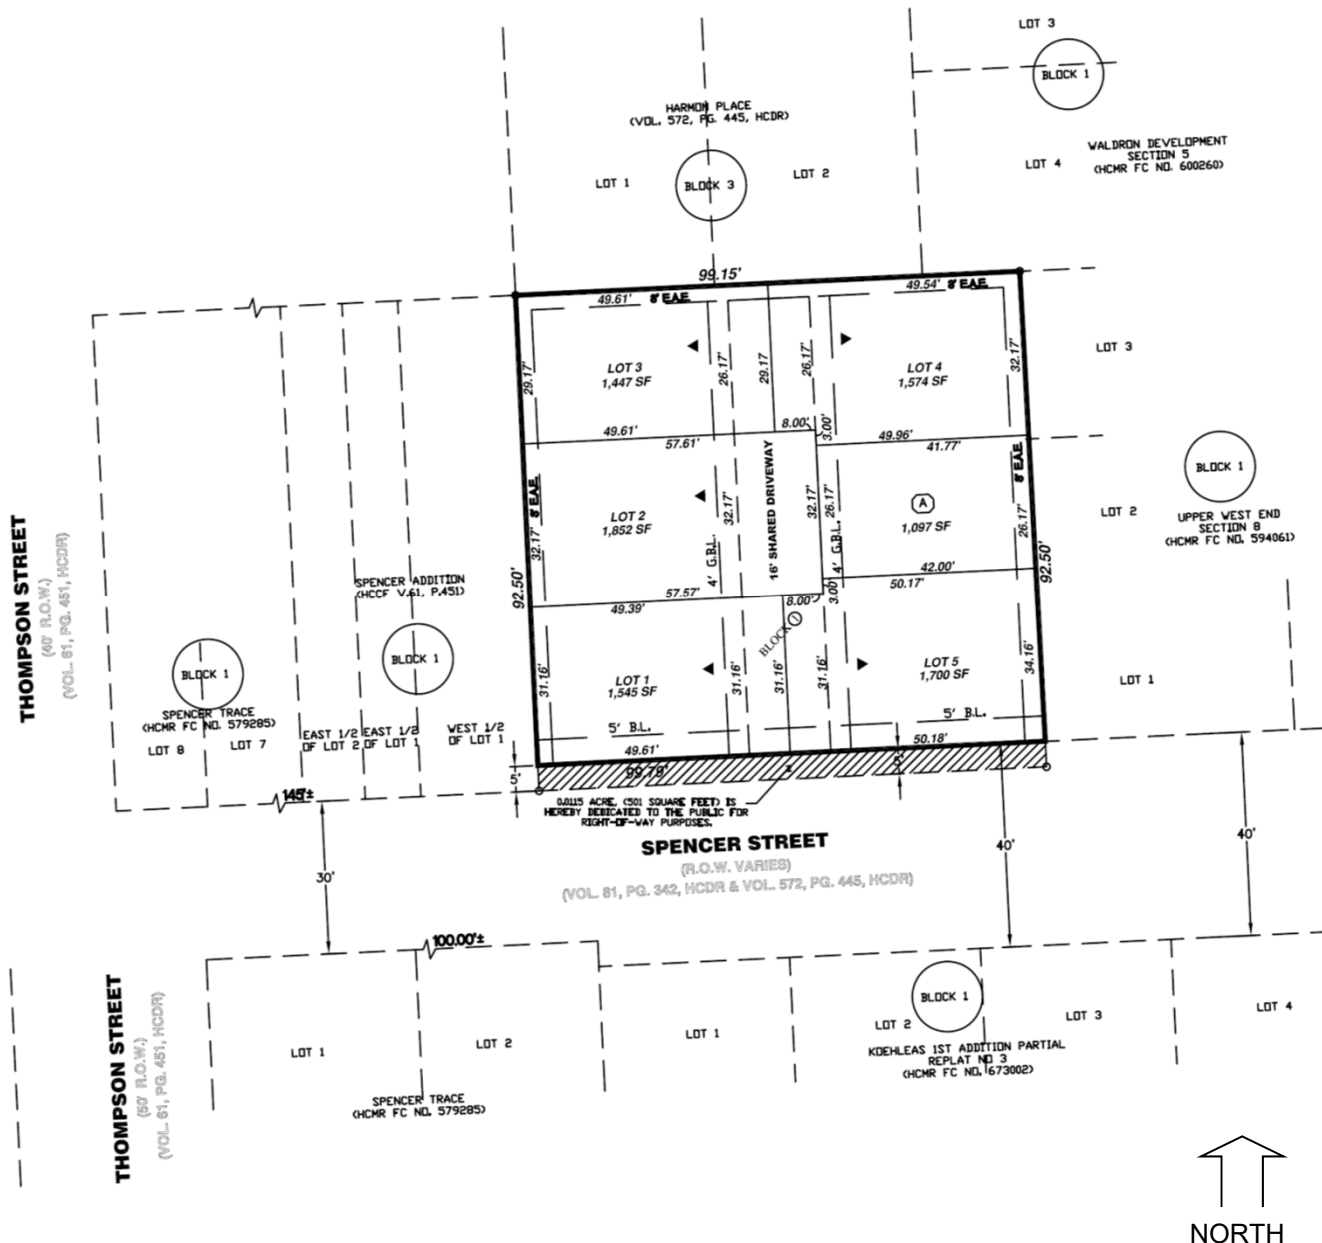 LOT 3
BLOCK 1
HARMON PLACE
(VOL. 572, PG. 445, HCDR)
WALDRON DEVELOPMENT
SECTION 5
(HCMR FC NO. 600260)
LOT 4
LOT 1
BLOCK 3
LOT 2
99.15'
49.61'
8' E.A.E.
49.54'
8' E.A.E.
29.17'
LOT 3
1,447 SF
26.17'
29.17
26.17'
LOT 4
1,574 SF
32.17'
LOT 3
49.61'
57.61'
8.00'
3.00'
49.96'
41.77'
8' E.A.E.
8' E.A.E.
BLOCK 1
LOT 2
UPPER WEST END
SECTION 8
(HCMR FC NO. 594061)
LOT 2
1,852 SF
32.17'
32.17'
4' G.B.L.
16' SHARED DRIVEWAY
32.17'
26.17'
4' G.B.L.
A
1,097 SF
26.17'
92.50'
92.50'
THOMPSON STREET
(40' R.O.W.)
(VOL. 61, PG. 451, HCDR)
SPENCER ADDITION
(HCCF V.61, P.451)
57.57'
49.39'
8.00'
3.00'
42.00'
50.17'
BLOCK 1
BLOCK 1
BLOCK 1
31.16'
LOT 1
1,545 SF
31.16'
31.16'
31.16'
LOT 5
1,700 SF
34.16'
LOT 1
SPENCER TRACE
(HCMR FC NO. 579285)
LOT 8
LOT 7
EAST 1/2
OF LOT 2
EAST 1/2
OF LOT 1
WEST 1/2
OF LOT 1
5' B.L.
5' B.L.
49.61'
50.18'
99.79'
5'
5'
145'±
0.0115 ACRE, (501 SQUARE FEET) IS
HEREBY DEDICATED TO THE PUBLIC FOR
RIGHT-OF-WAY PURPOSES.
SPENCER STREET
(R.O.W. VARIES)
(VOL. 81, PG. 342, HCDR & VOL. 572, PG. 445, HCDR)
30'
40'
40'
100.00'±
THOMPSON STREET
(50' R.O.W.)
(VOL. 61, PG. 451, HCDR)
LOT 1
LOT 2
SPENCER TRACE
(HCMR FC NO. 579285)
LOT 1
BLOCK 1
LOT 2
LOT 3
LOT 4
KOEHLEAS 1ST ADDITION PARTIAL
REPLAT NO 3
(HCMR FC NO. 673002)
NORTH